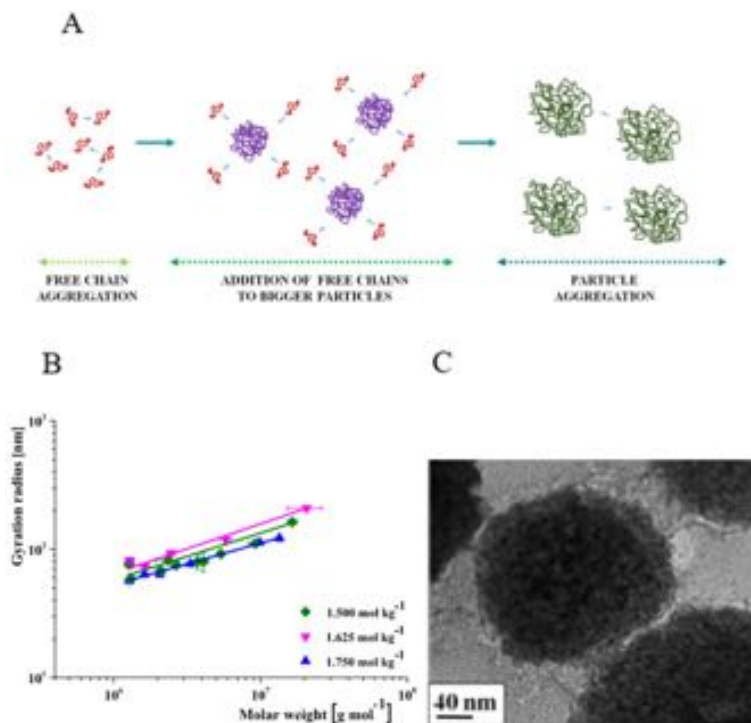 A
FREE CHAIN
AGGREGATION
ADDITION OF FREE CHAINS
TO BIGGER PARTICLES
PARTICLE
AGGREGATION
B
C
Gyration radius [nm]
1.500 mol kg⁻¹
1.625 mol kg⁻¹
1.750 mol kg⁻¹
Molar weight [g mol⁻¹]
40 nm